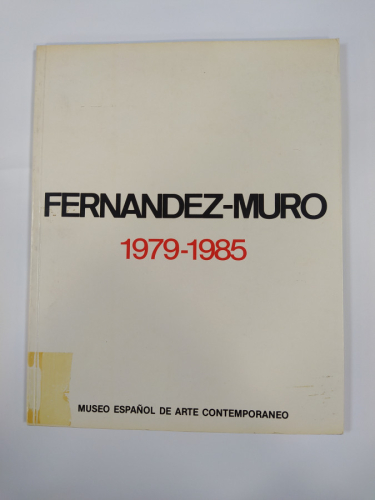 FERNANDEZ-MURO
1979-1985
MUSEO ESPAÑOL DE ARTE CONTEMPORANEO